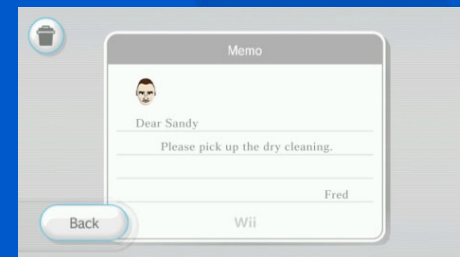 Memo
Dear Sandy
Please pick up the dry cleaning.
Fred
Back
Wii